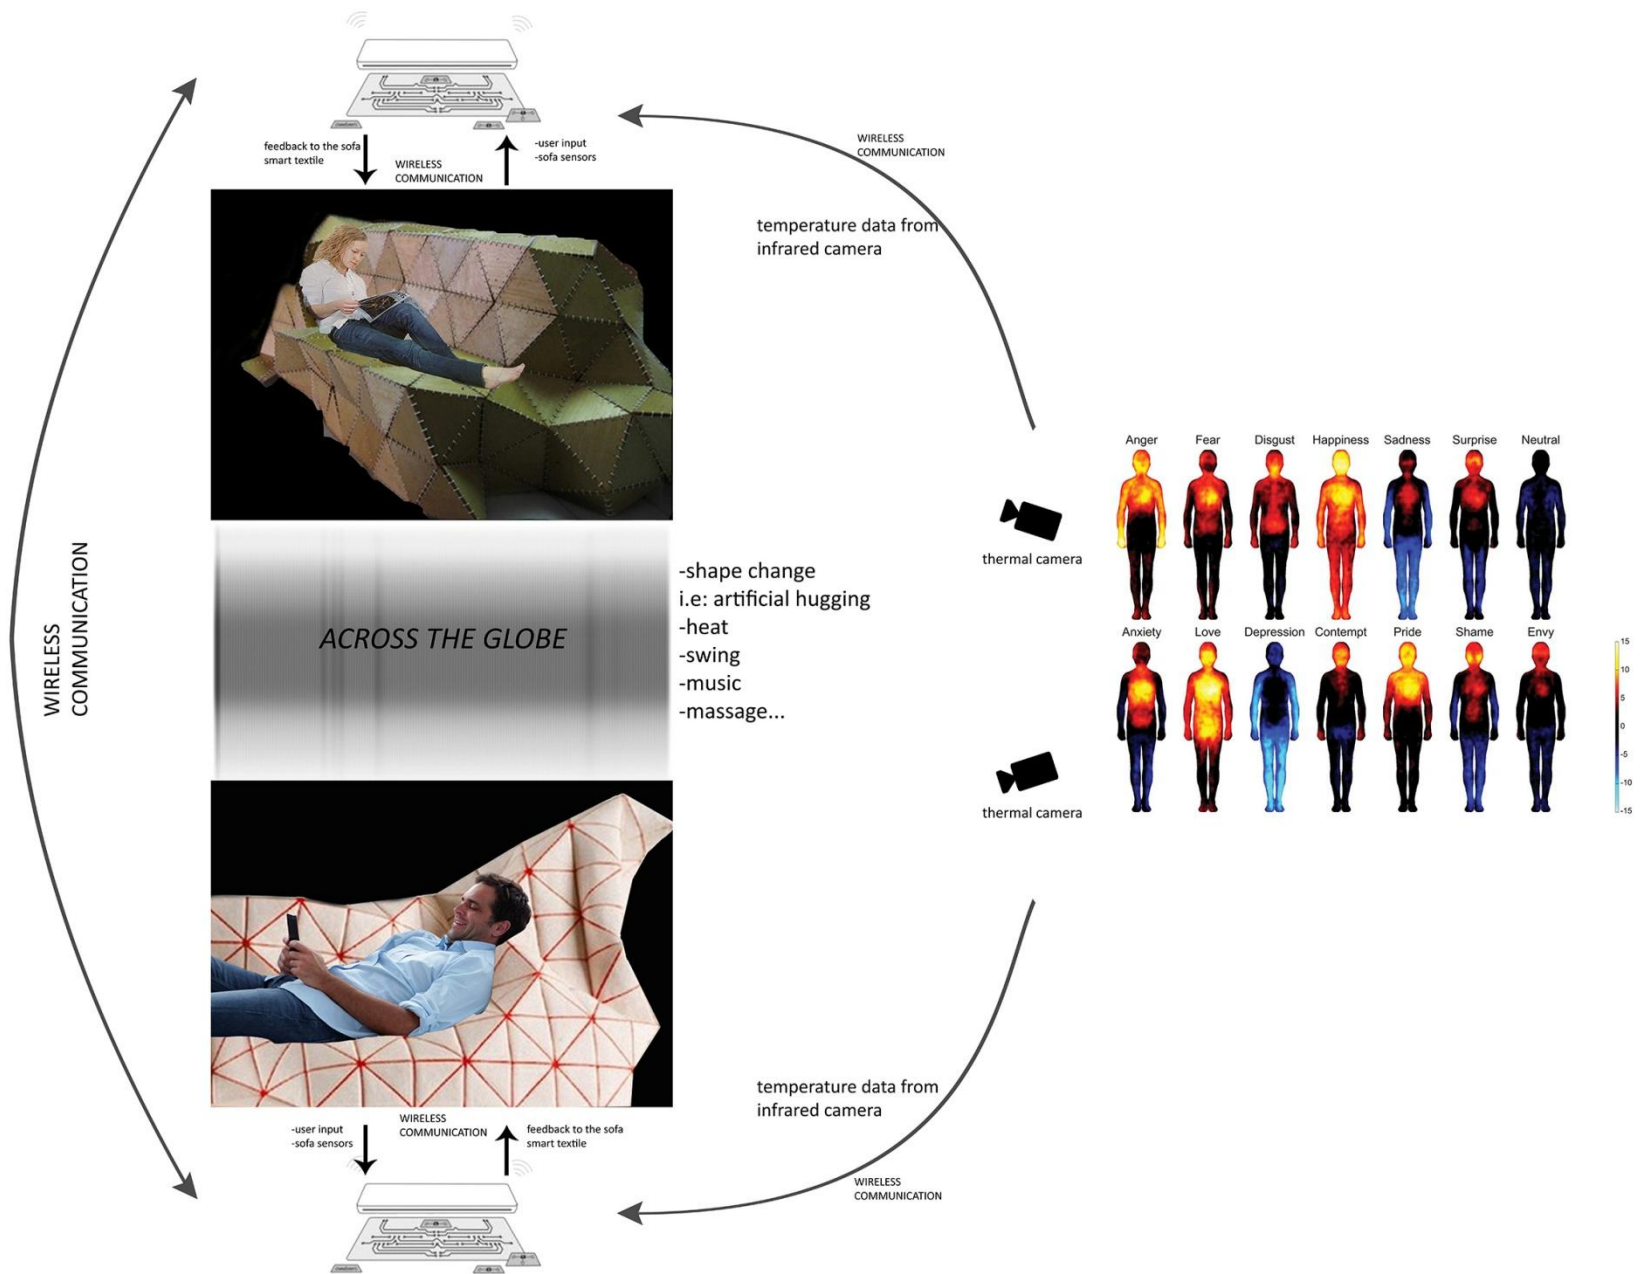 feedback to the sofa
smart textile
WIRELESS
COMMUNICATION
-user input
-sofa sensors
WIRELESS
COMMUNICATION
temperature data from
infrared camera
WIRELESS
COMMUNICATION
ACROSS THE GLOBE
-shape change
i.e: artificial hugging
-heat
-swing
-music
-massage...
thermal camera
thermal camera
Anger Fear Disgust Happiness Sadness Surprise Neutral
Anxiety Love Depression Contempt Pride Shame Envy
15
10
5
0
-5
-10
-15
temperature data from
infrared camera
WIRELESS
COMMUNICATION
-user input
-sofa sensors
WIRELESS
COMMUNICATION
feedback to the sofa
smart textile